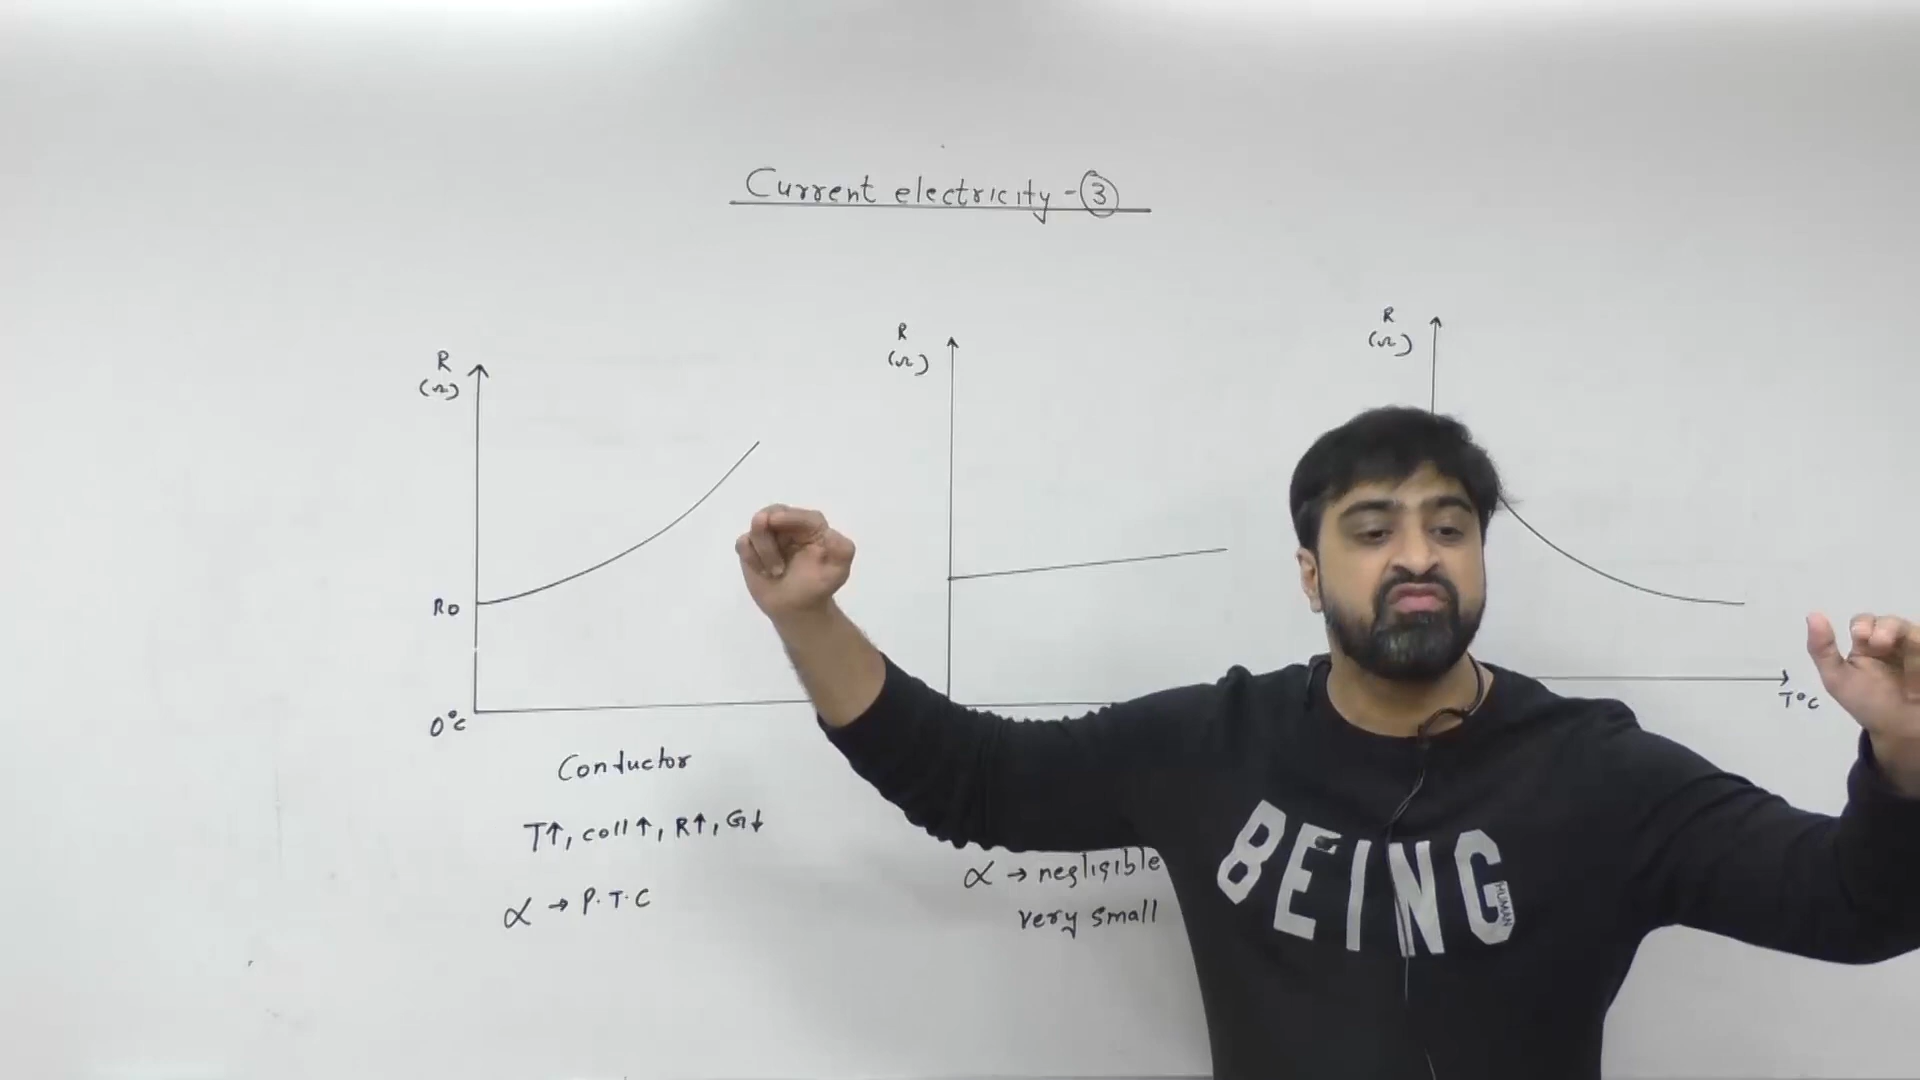 Current electricity - 3
R
(Ω)
R0
0°C
Conductor
T↑, coll↑, R↑, G↓
α → P.T.C
R
(Ω)
α → negligible
very small
R
(Ω)
T°C
BEING
HUMAN